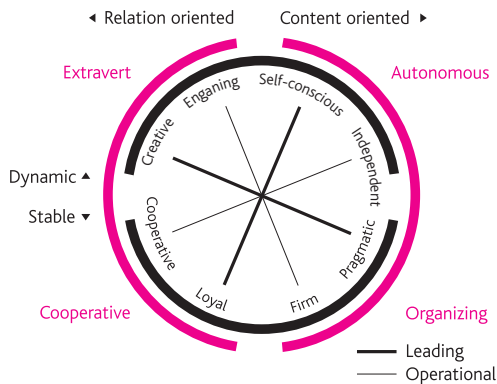 ◂ Relation oriented
Content oriented ▸
Extravert
Autonomous
Enganing
Self-conscious
Creative
Independent
Dynamic ▴
Stable ▾
Cooperative
Pragmatic
Loyal
Firm
Cooperative
Organizing
Leading
Operational